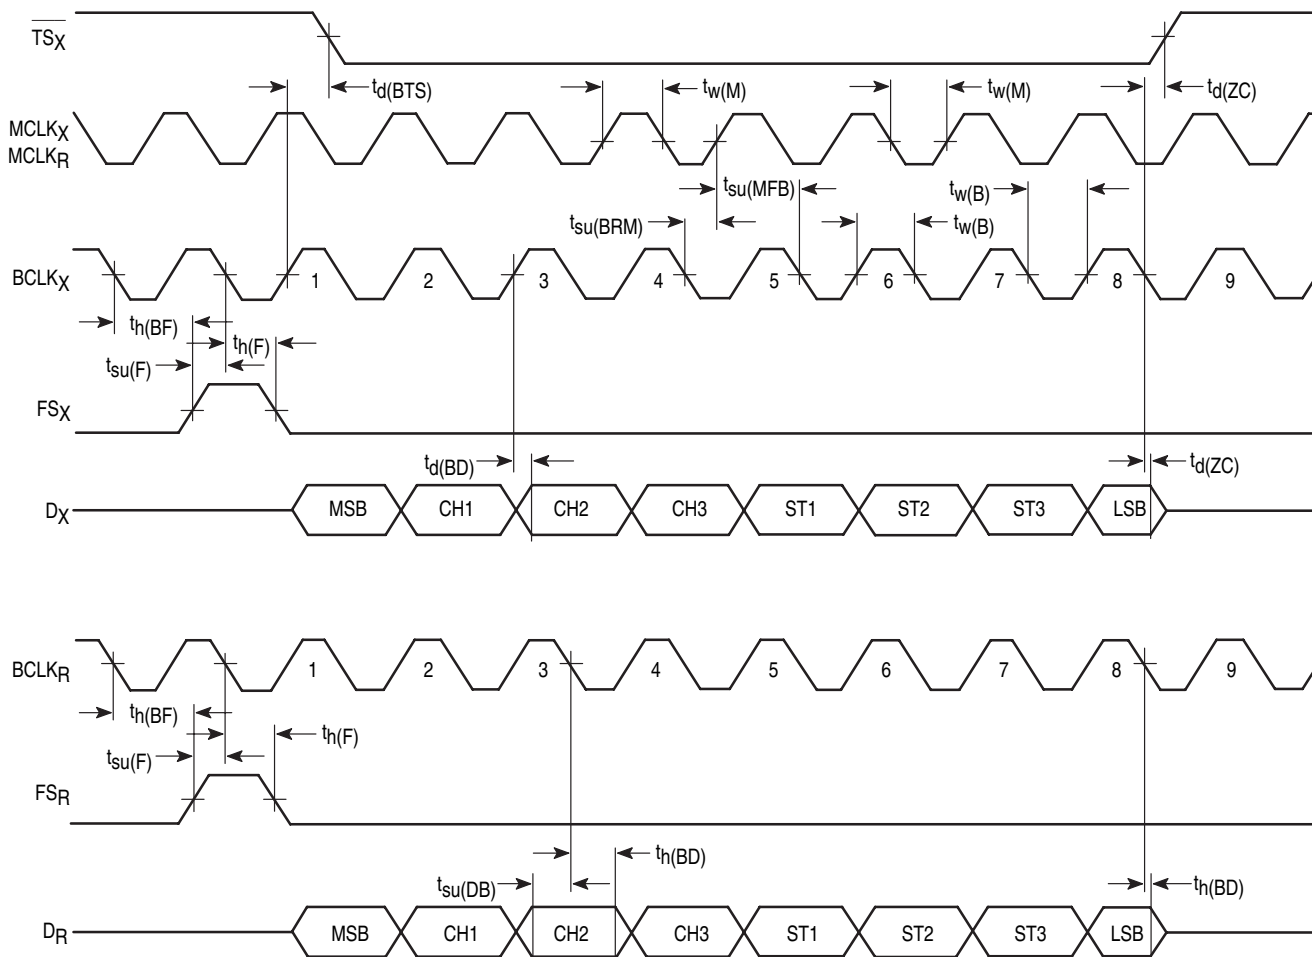 TSX
td(BTS)
tw(M)
tw(M)
td(ZC)
MCLKX
MCLKR
tsu(MFB)
tw(B)
tsu(BRM)
tw(B)
BCLKX
1 2 3 4 5 6 7 8 9
th(BF)
th(F)
tsu(F)
FSX
td(BD)
td(ZC)
DX
MSB CH1 CH2 CH3 ST1 ST2 ST3 LSB
BCLKR
1 2 3 4 5 6 7 8 9
th(BF)
th(F)
tsu(F)
FSR
th(BD)
tsu(DB)
th(BD)
DR
MSB CH1 CH2 CH3 ST1 ST2 ST3 LSB